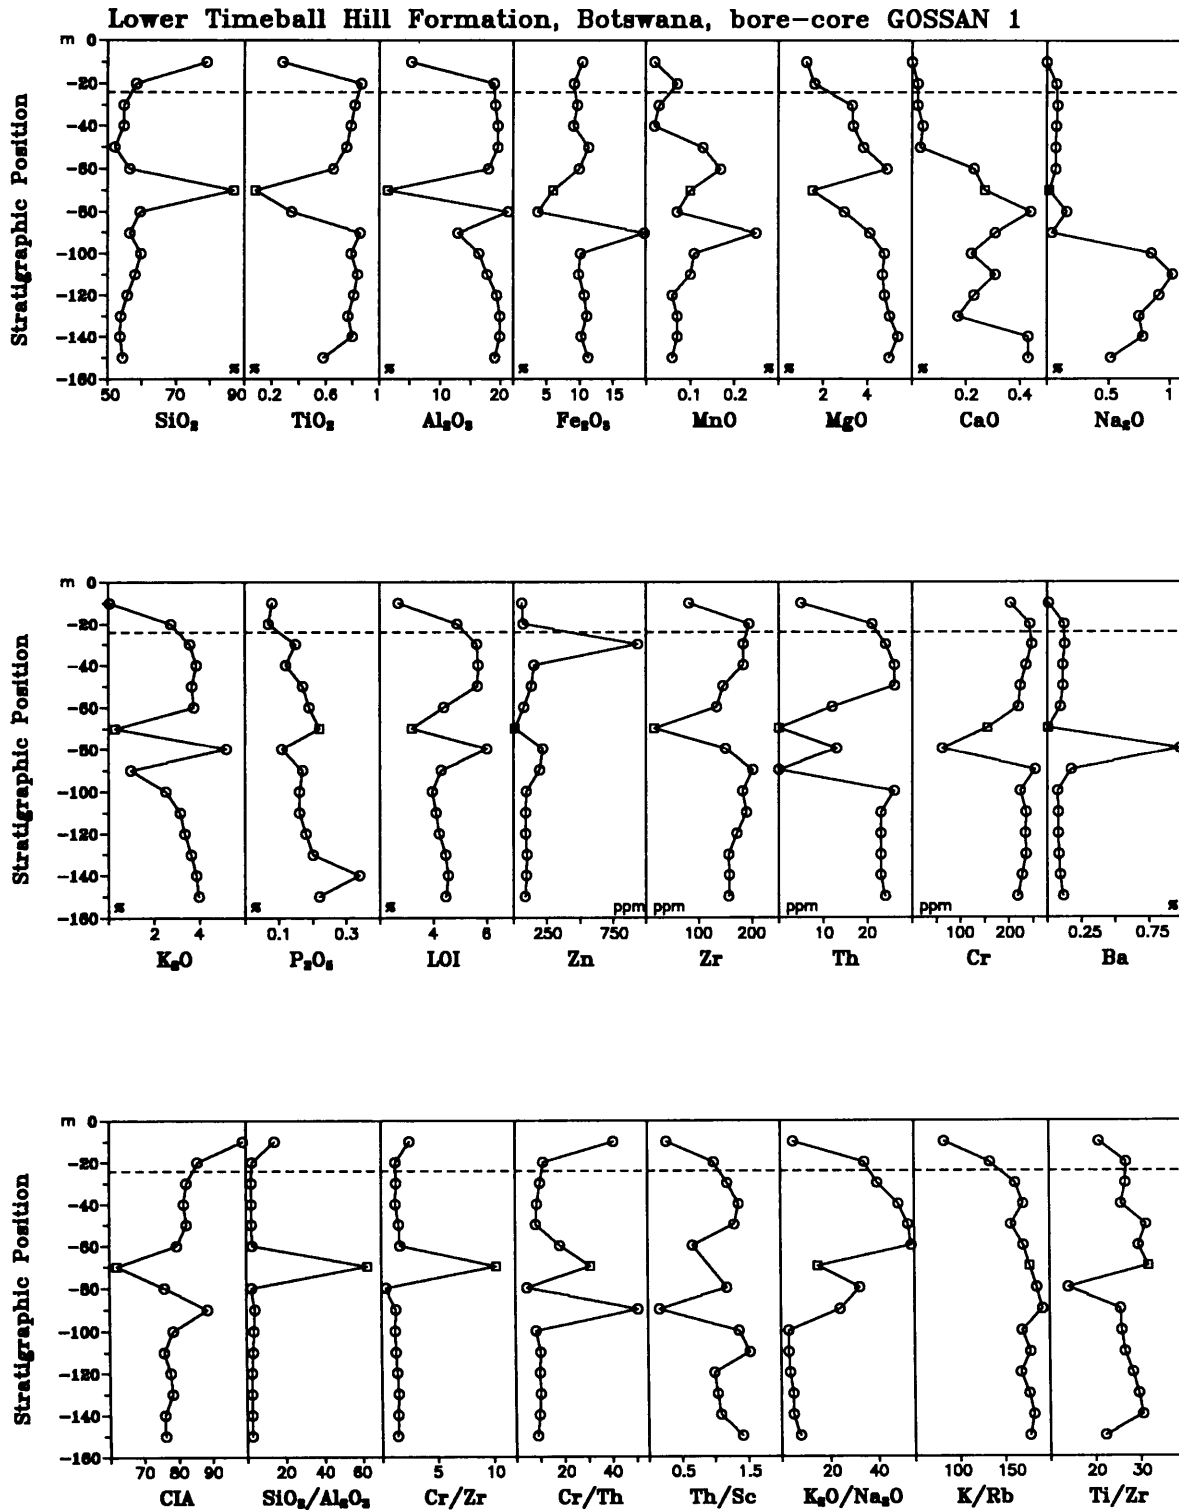 Lower Timeball Hill Formation, Botswana, bore-core GOSSAN 1
Stratigraphic Position
m 0
-20
-40
-60
-80
-100
-120
-140
-160
% % % % % % % %
50 70 90 0.2 0.6 1 10 20 5 10 15 0.1 0.2 2 4 0.2 0.4 0.5 1
SiO₂ TiO₂ Al₂O₃ Fe₂O₃ MnO MgO CaO Na₂O
Stratigraphic Position
m 0
-20
-40
-60
-80
-100
-120
-140
-160
% % % ppm ppm ppm ppm %
2 4 0.1 0.3 4 6 250 750 100 200 10 20 100 200 0.25 0.75
K₂O P₂O₅ LOI Zn Zr Th Cr Ba
Stratigraphic Position
m 0
-20
-40
-60
-80
-100
-120
-140
-160
70 80 90 20 40 60 5 10 20 40 0.5 1 1.5 20 40 100 150 20 30
CIA SiO₂/Al₂O₃ Cr/Zr Cr/Th Th/Sc K₂O/Na₂O K/Rb Ti/Zr